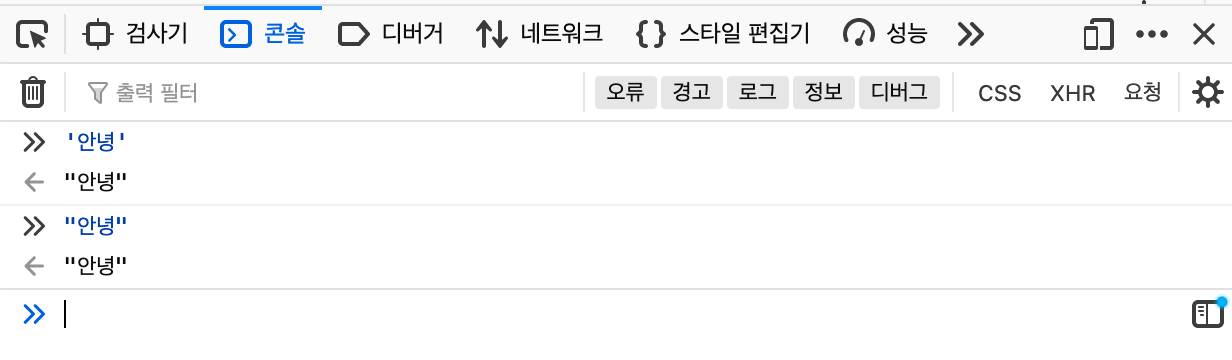 검사기 콘솔 디버거 네트워크 {} 스타일 편집기 성능
출력 필터 오류 경고 로그 정보 디버그 CSS XHR 요청
'안녕'
"안녕"
"안녕"
"안녕"